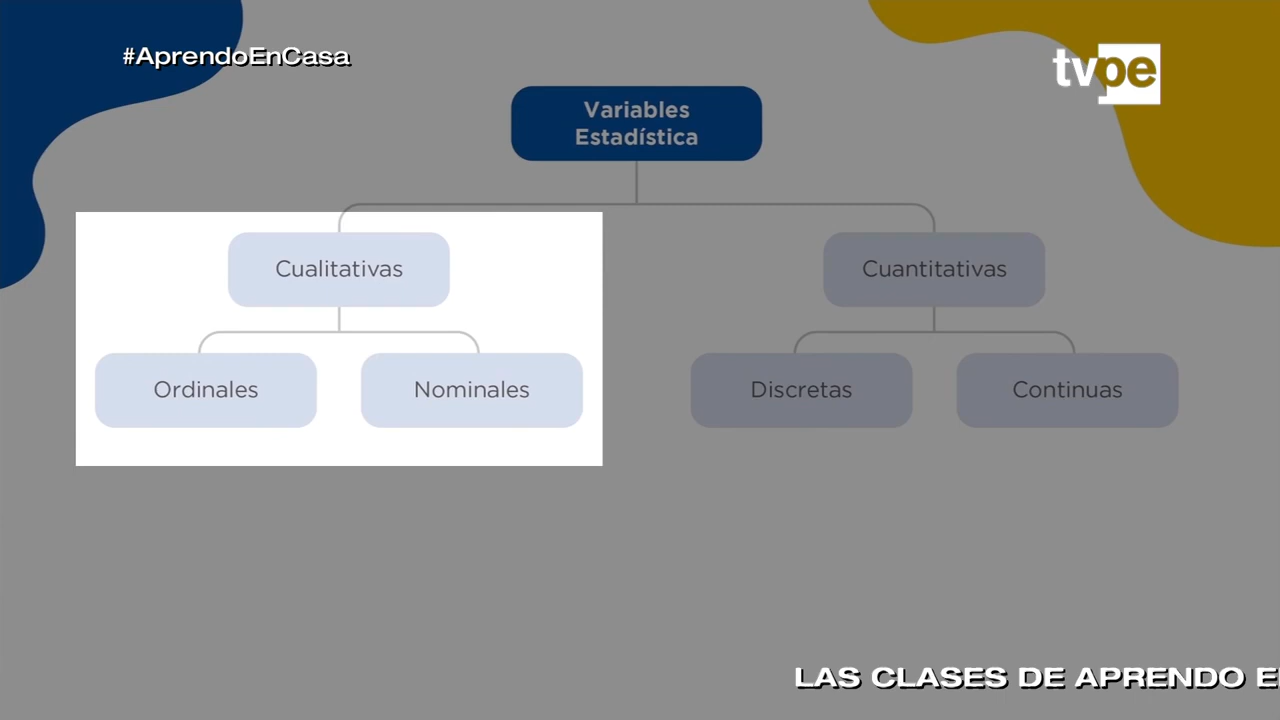 #AprendoEnCasa
tvpe
Variables
Estadística
Cualitativas
Cuantitativas
Ordinales
Nominales
Discretas
Continuas
LAS CLASES DE APRENDO E